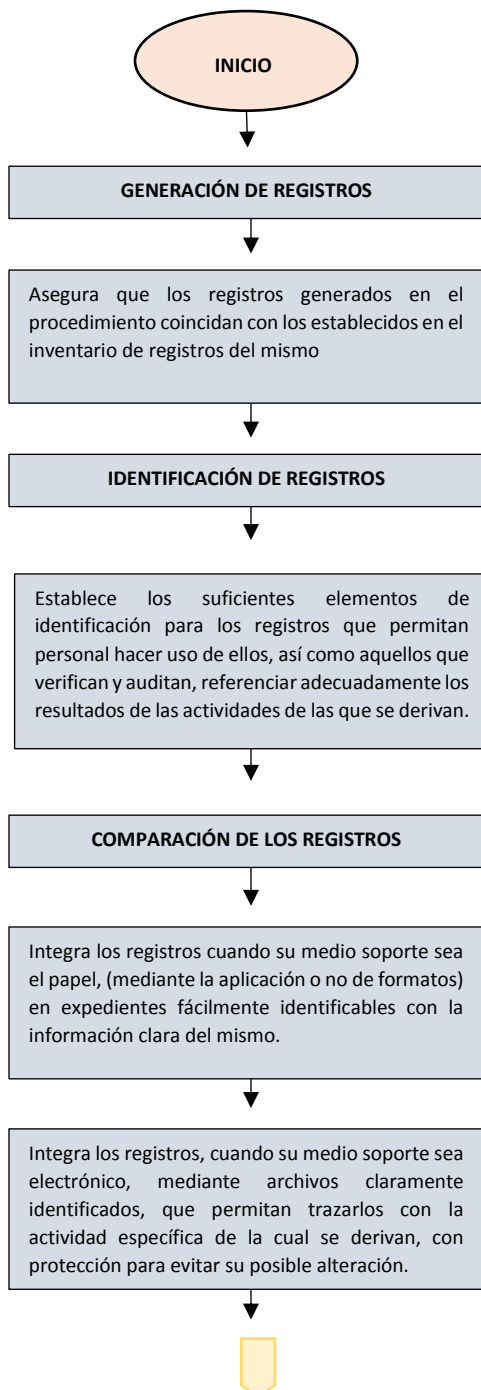 INICIO
GENERACIÓN DE REGISTROS
Asegura que los registros generados en el
procedimiento coincidan con los establecidos en el
inventario de registros del mismo
IDENTIFICACIÓN DE REGISTROS
Establece los suficientes elementos de
identificación para los registros que permitan
personal hacer uso de ellos, así como aquellos que
verifican y auditan, referenciar adecuadamente los
resultados de las actividades de las que se derivan.
COMPARACIÓN DE LOS REGISTROS
Integra los registros cuando su medio soporte sea
el papel, (mediante la aplicación o no de formatos)
en expedientes fácilmente identificables con la
información clara del mismo.
Integra los registros, cuando su medio soporte sea
electrónico, mediante archivos claramente
identificados, que permitan trazarlos con la
actividad específica de la cual se derivan, con
protección para evitar su posible alteración.